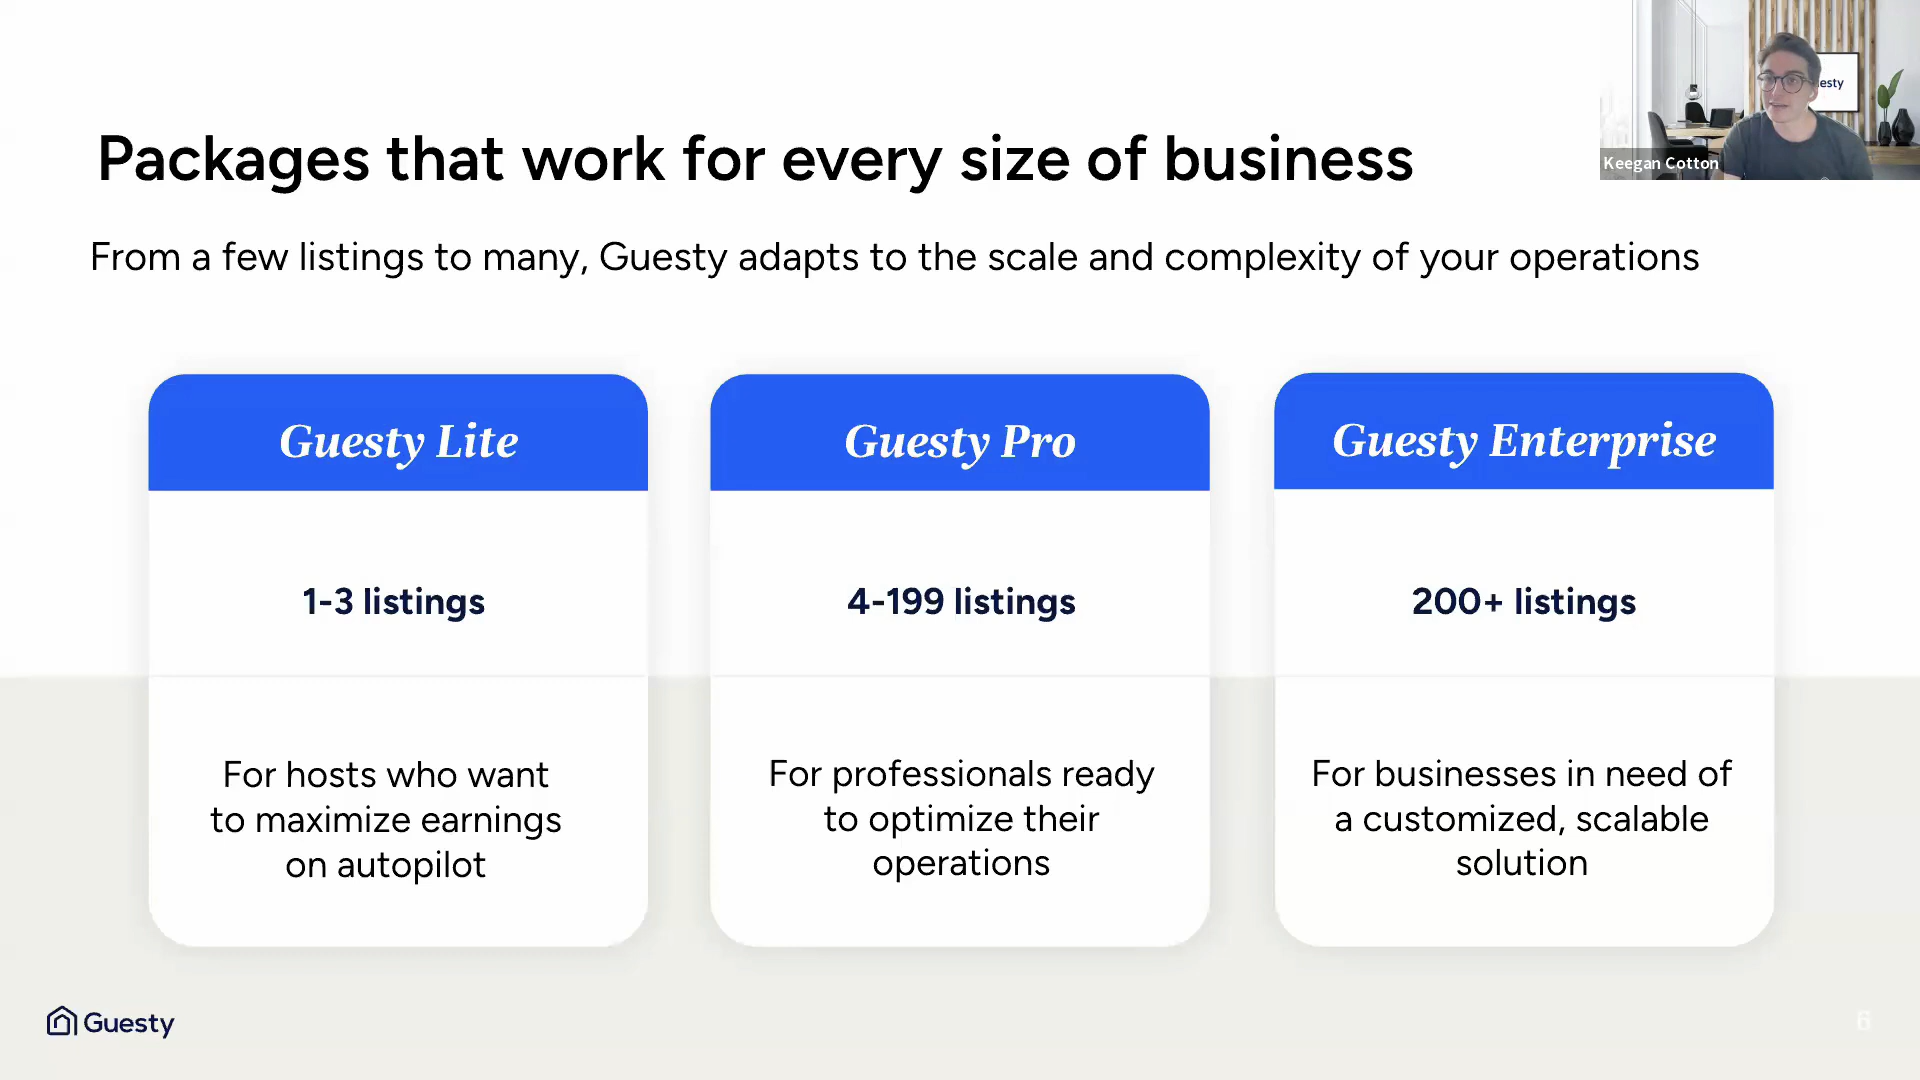 esty
Keegan Cotton
Packages that work for every size of business
From a few listings to many, Guesty adapts to the scale and complexity of your operations
Guesty Lite
1-3 listings
For hosts who want
to maximize earnings
on autopilot
Guesty Pro
4-199 listings
For professionals ready
to optimize their
operations
Guesty Enterprise
200+ listings
For businesses in need of
a customized, scalable
solution
Guesty
6